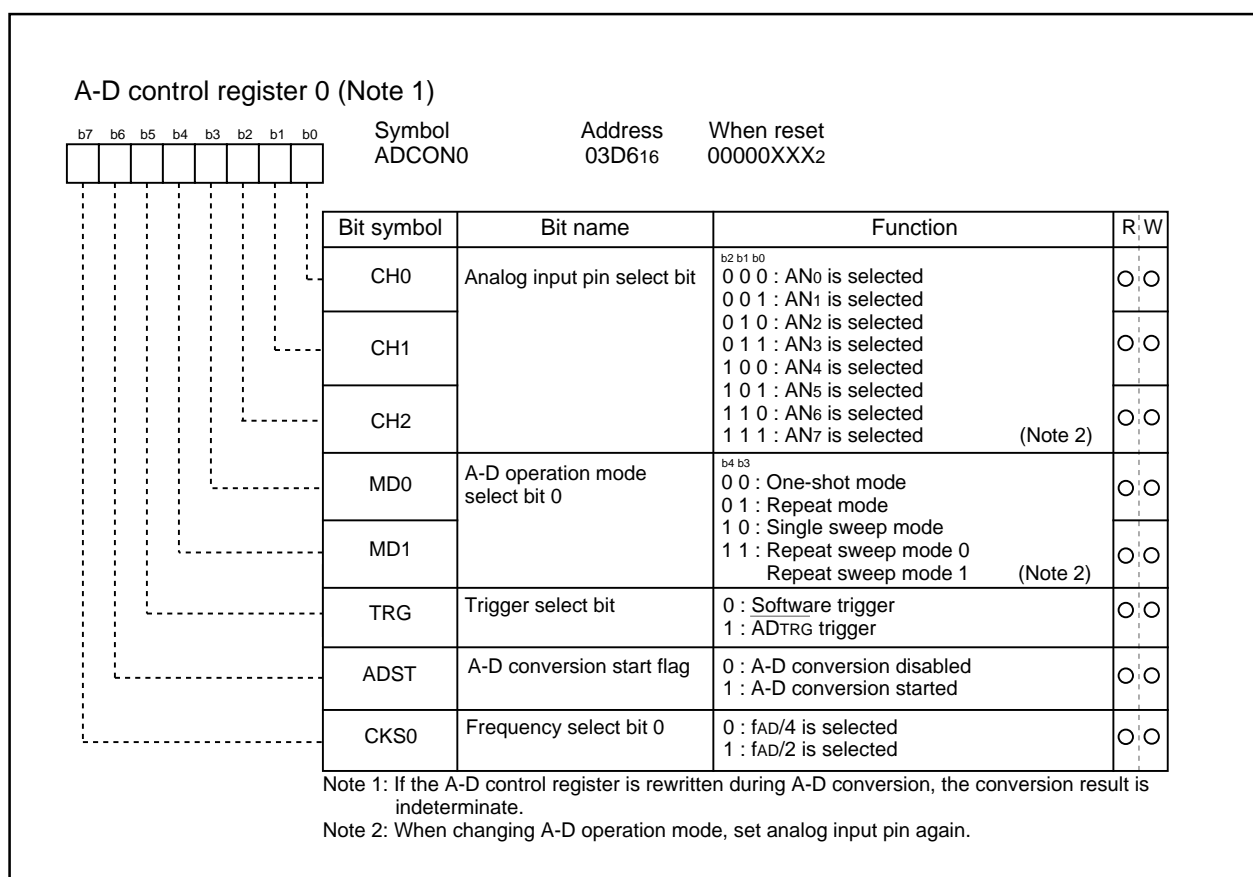 A-D control register 0 (Note 1)
b7 b6 b5 b4 b3 b2 b1 b0
Symbol Address When reset
ADCON0 03D616 00000XXX2
Bit symbol Bit name Function R W
CH0 Analog input pin select bit
b2 b1 b0
0 0 0 : AN0 is selected
0 0 1 : AN1 is selected
0 1 0 : AN2 is selected
CH1
0 1 1 : AN3 is selected
1 0 0 : AN4 is selected
1 0 1 : AN5 is selected
CH2
1 1 0 : AN6 is selected
1 1 1 : AN7 is selected (Note 2)
MD0 A-D operation mode
select bit 0
b4 b3
0 0 : One-shot mode
0 1 : Repeat mode
1 0 : Single sweep mode
MD1
1 1 : Repeat sweep mode 0
Repeat sweep mode 1 (Note 2)
TRG Trigger select bit 0 : Software trigger
1 : ADTRG trigger
ADST A-D conversion start flag 0 : A-D conversion disabled
1 : A-D conversion started
CKS0 Frequency select bit 0 0 : fAD/4 is selected
1 : fAD/2 is selected
Note 1: If the A-D control register is rewritten during A-D conversion, the conversion result is
indeterminate.
Note 2: When changing A-D operation mode, set analog input pin again.